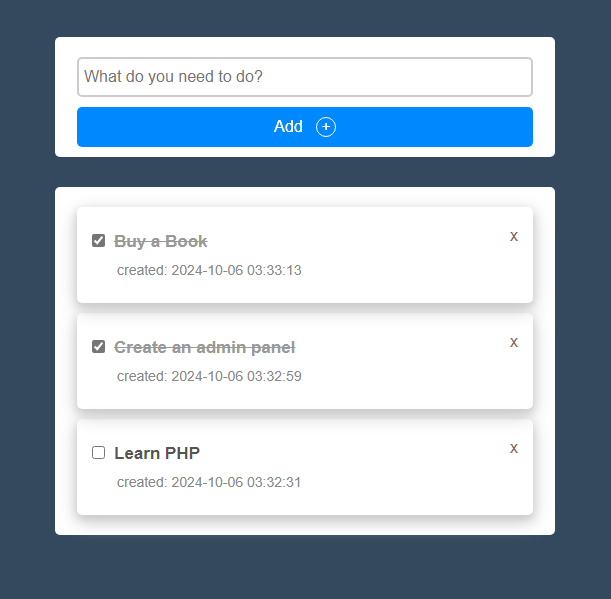 What do you need to do?
Add +
Buy a Book x
created: 2024-10-06 03:33:13
Create an admin panel x
created: 2024-10-06 03:32:59
Learn PHP x
created: 2024-10-06 03:32:31